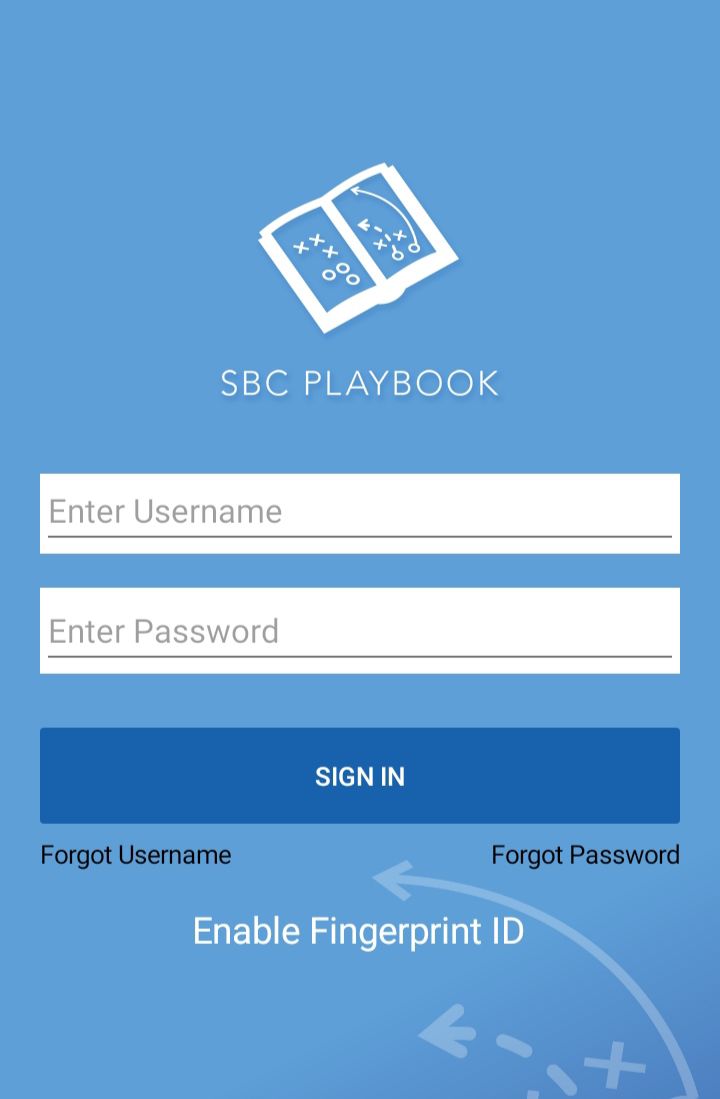 SBC PLAYBOOK
Enter Username
Enter Password
SIGN IN
Forgot Username Forgot Password
Enable Fingerprint ID